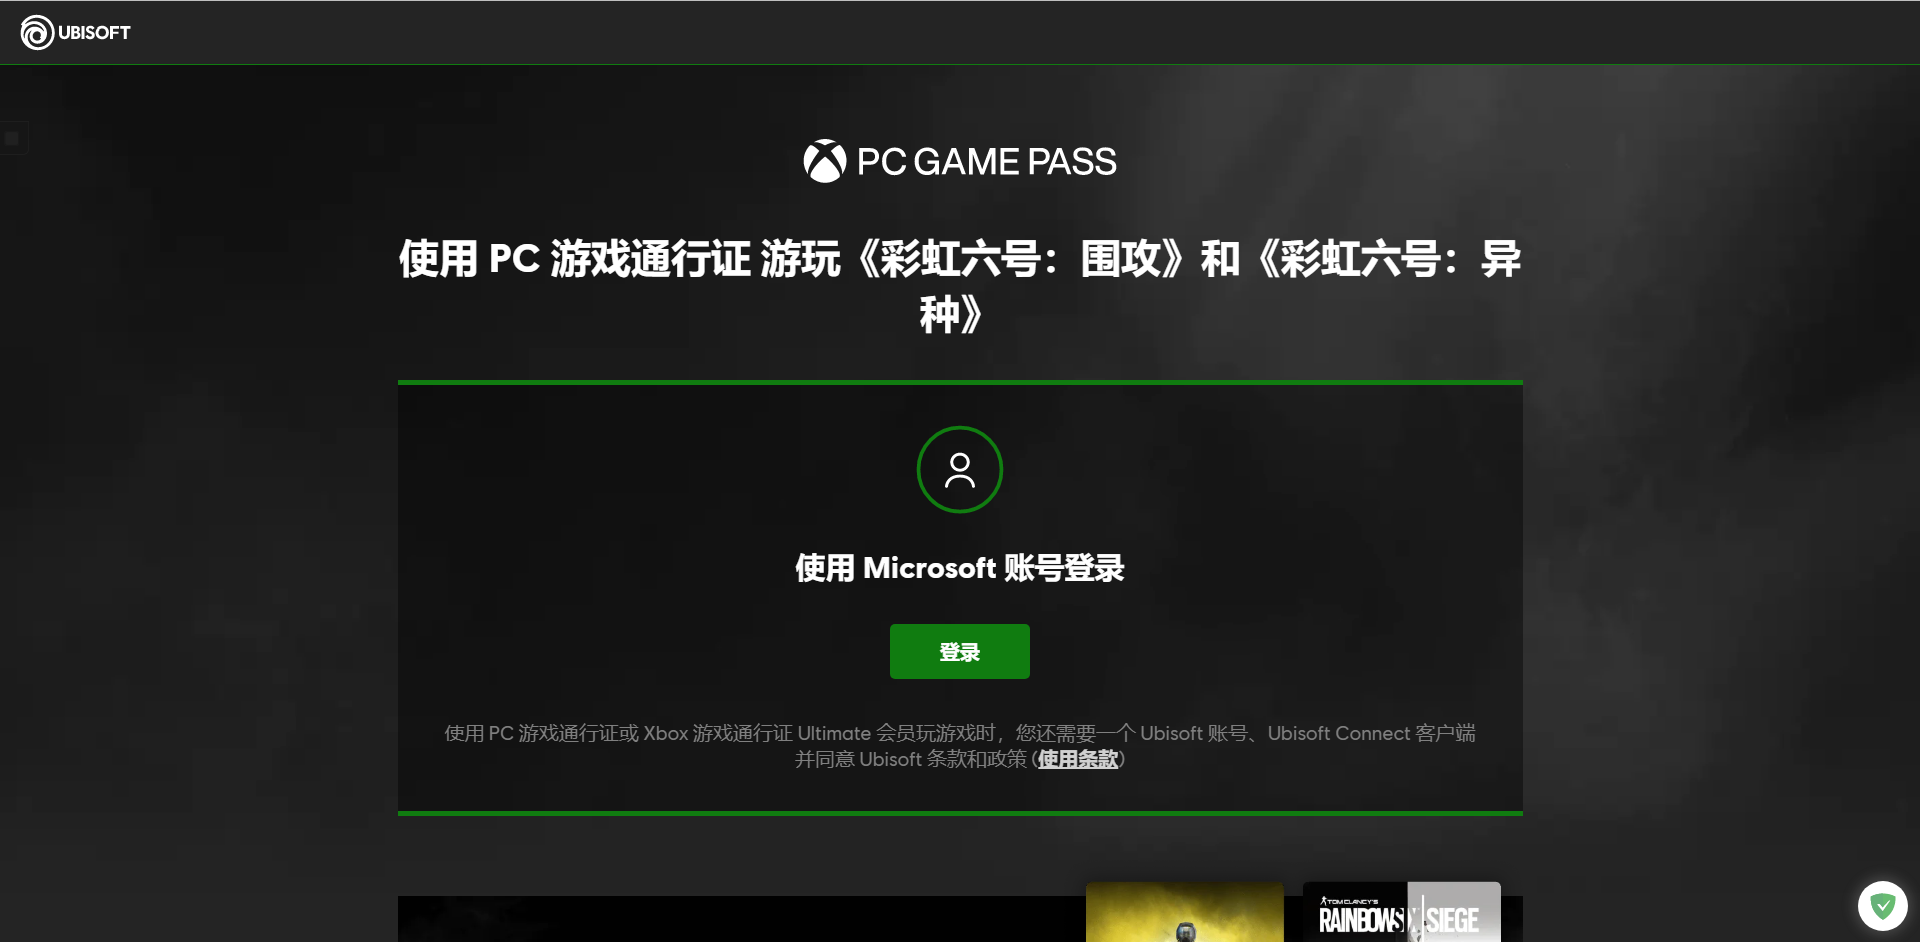 UBISOFT
PC GAME PASS
使用 PC 游戏通行证 游玩《彩虹六号：围攻》和《彩虹六号：异
种》
使用 Microsoft 账号登录
登录
使用 PC 游戏通行证或 Xbox 游戏通行证 Ultimate 会员玩游戏时，您还需要一个 Ubisoft 账号、Ubisoft Connect 客户端
并同意 Ubisoft 条款和政策 (使用条款)
TOM CLANCY'S
RAINBOW SIX SIEGE